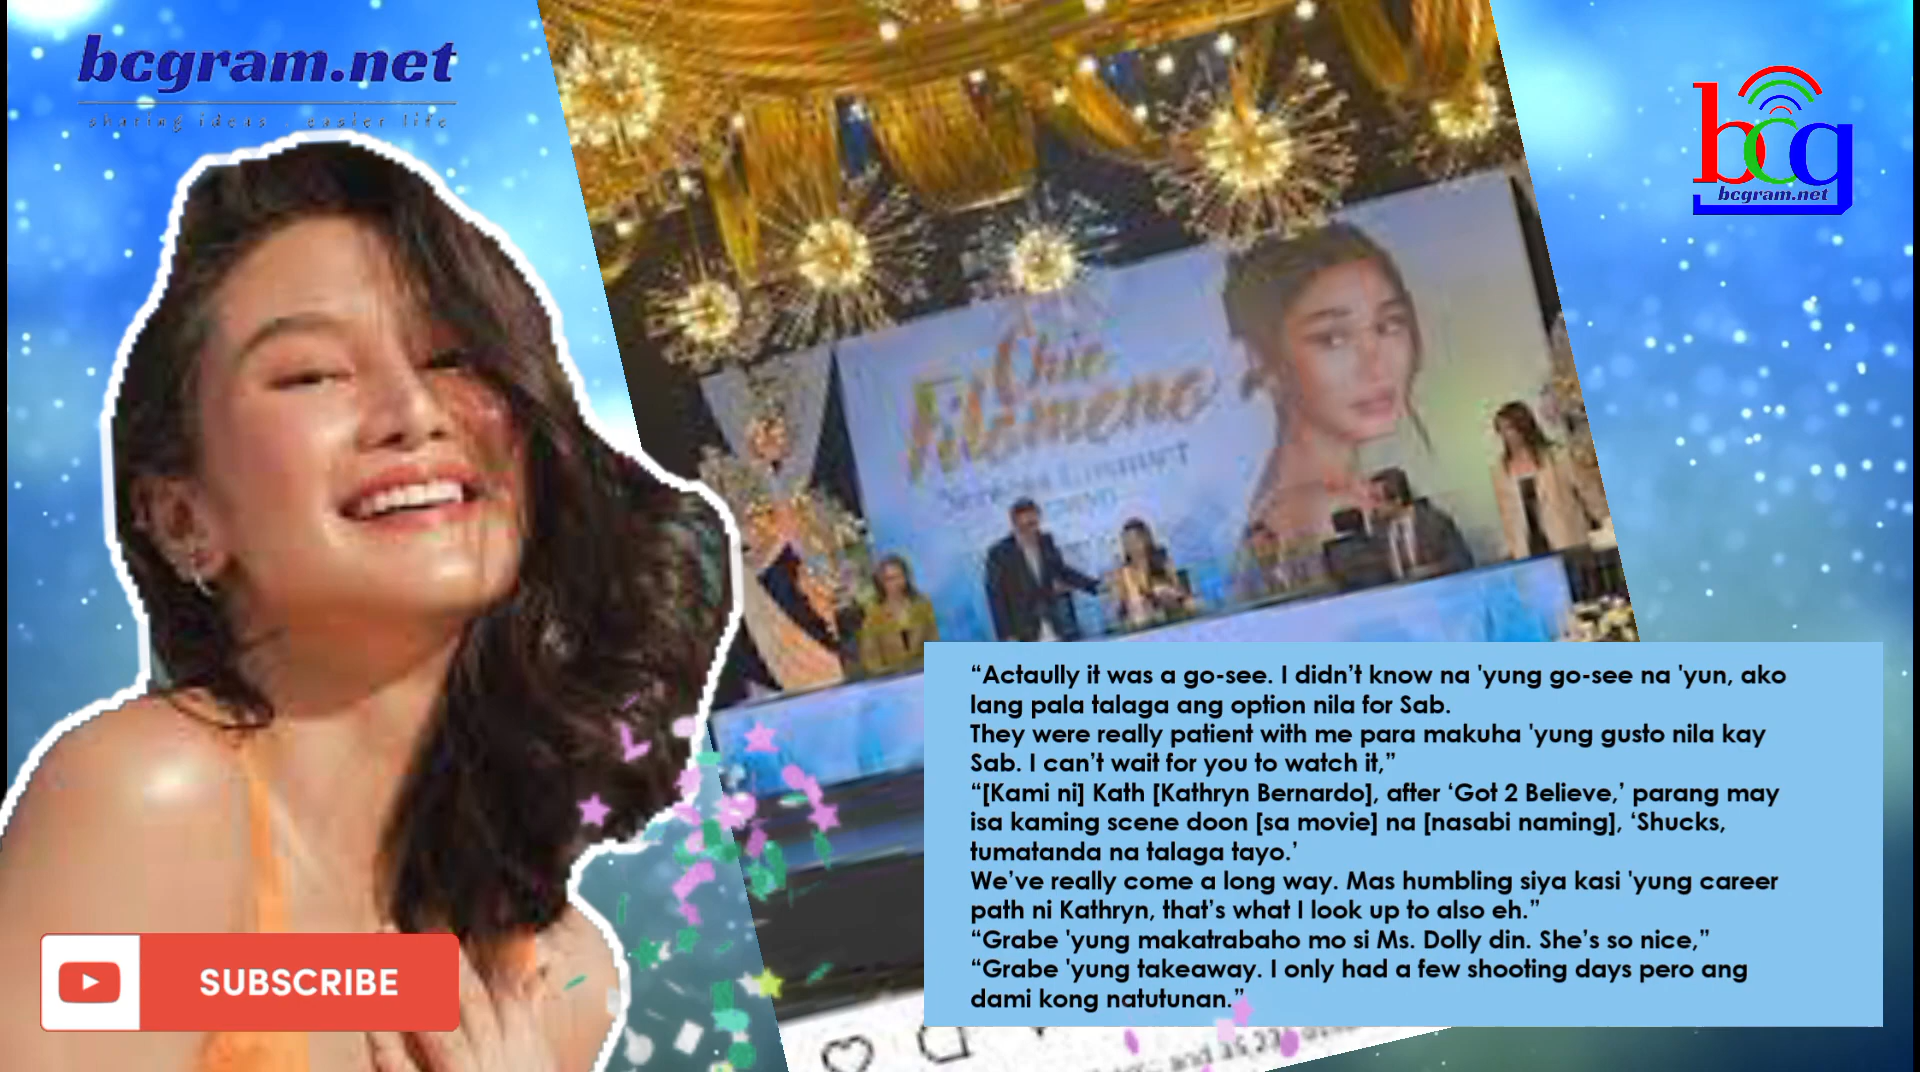 bcgram.net
sharing ideas . easier life
bcg
bcgram.net
Chie
Filomeno
“Actaully it was a go-see. I didn’t know na 'yung go-see na 'yun, ako
lang pala talaga ang option nila for Sab.
They were really patient with me para makuha 'yung gusto nila kay
Sab. I can’t wait for you to watch it,”
“[Kami ni] Kath [Kathryn Bernardo], after ‘Got 2 Believe,’ parang may
isa kaming scene doon [sa movie] na [nasabi naming], ‘Shucks,
tumatanda na talaga tayo.’
We’ve really come a long way. Mas humbling siya kasi 'yung career
path ni Kathryn, that’s what I look up to also eh.”
“Grabe 'yung makatrabaho mo si Ms. Dolly din. She’s so nice,”
“Grabe 'yung takeaway. I only had a few shooting days pero ang
dami kong natutunan.”
SUBSCRIBE
and